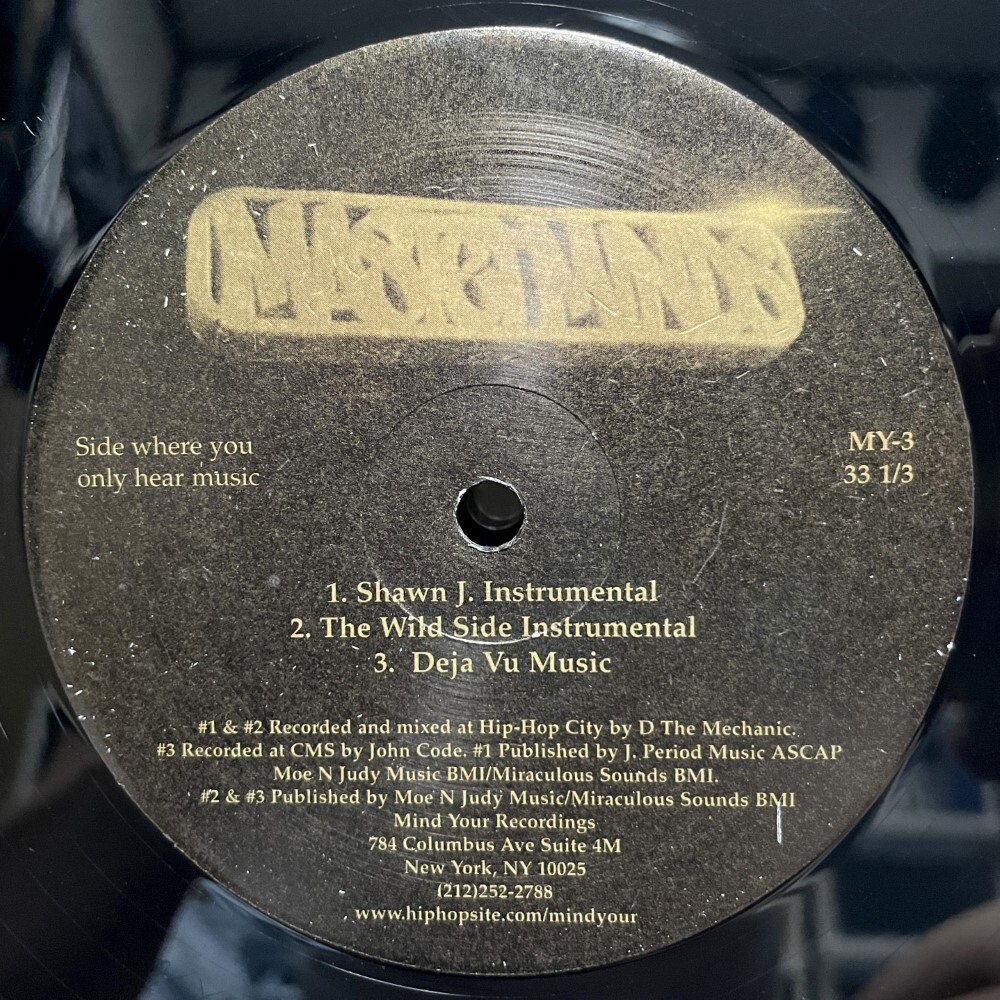 Side where you
only hear music
MY-3
33 1/3
1. Shawn J. Instrumental
2. The Wild Side Instrumental
3. Deja Vu Music
#1 & #2 Recorded and mixed at Hip-Hop City by D The Mechanic.
#3 Recorded at CMS by John Code. #1 Published by J. Period Music ASCAP
Moe N Judy Music BMI/Miraculous Sounds BMI.
#2 & #3 Published by Moe N Judy Music/Miraculous Sounds BMI
Mind Your Recordings
784 Columbus Ave Suite 4M
New York, NY 10025
(212)252-2788
www.hiphopsite.com/mindyour